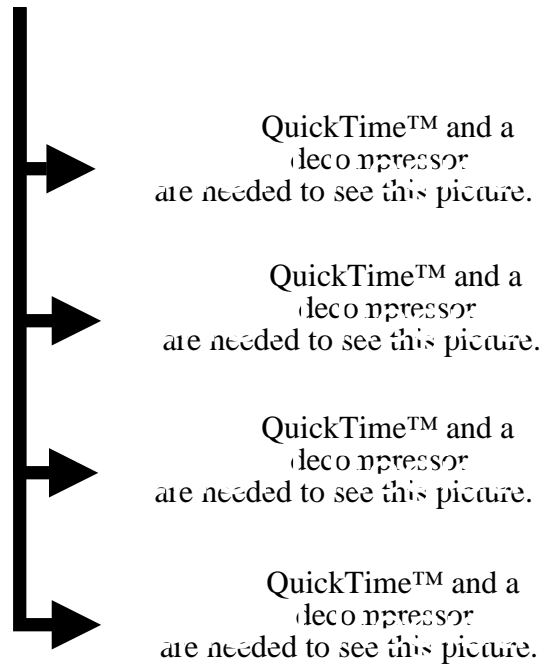 QuickTime™ and a
decompressor
are needed to see this picture.
QuickTime™ and a
decompressor
are needed to see this picture.
QuickTime™ and a
decompressor
are needed to see this picture.
QuickTime™ and a
decompressor
are needed to see this picture.